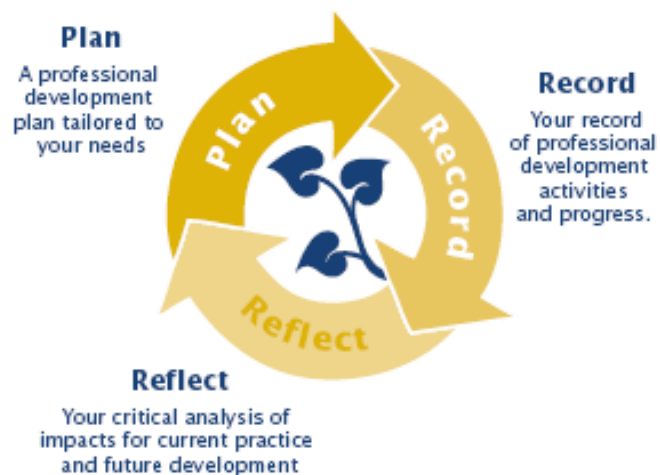 Plan
A professional
development
plan tailored to
your needs
Plan
Record
Record
Your record
of professional
development
activities
and progress.
Reflect
Reflect
Your critical analysis of
impacts for current practice
and future development